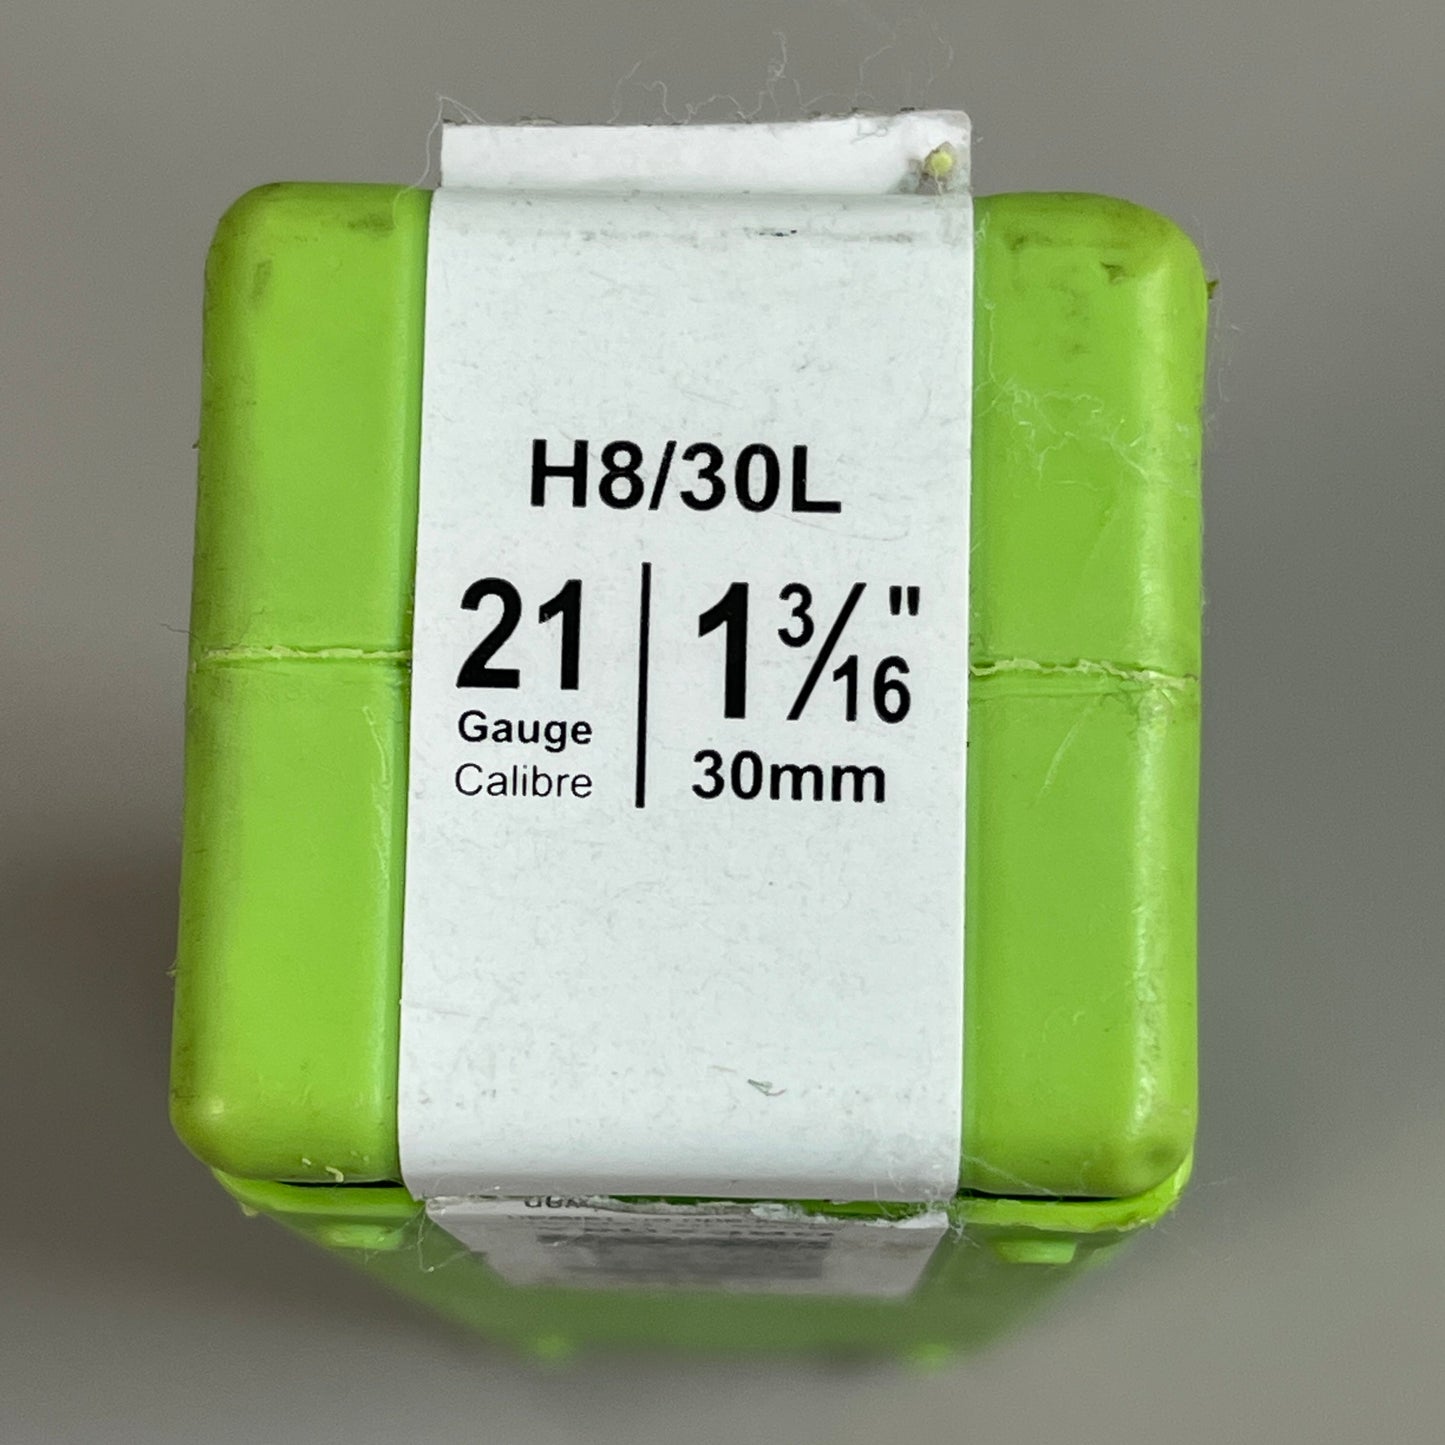 H8/30L
21
Gauge
Calibre
1 3/16"
30mm